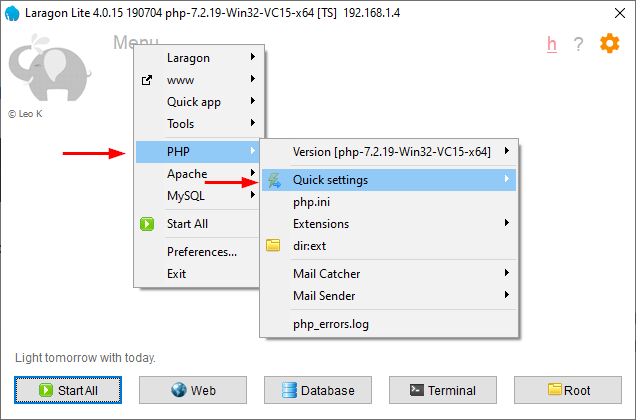 Laragon Lite 4.0.15 190704 php-7.2.19-Win32-VC15-x64 [TS] 192.168.1.4
Menu
h ?
© Leo K
Laragon
www
Quick app
Tools
PHP
Apache
MySQL
Start All
Preferences...
Exit
Version [php-7.2.19-Win32-VC15-x64]
Quick settings
php.ini
Extensions
dir:ext
Mail Catcher
Mail Sender
php_errors.log
Light tomorrow with today.
Start All Web Database Terminal Root